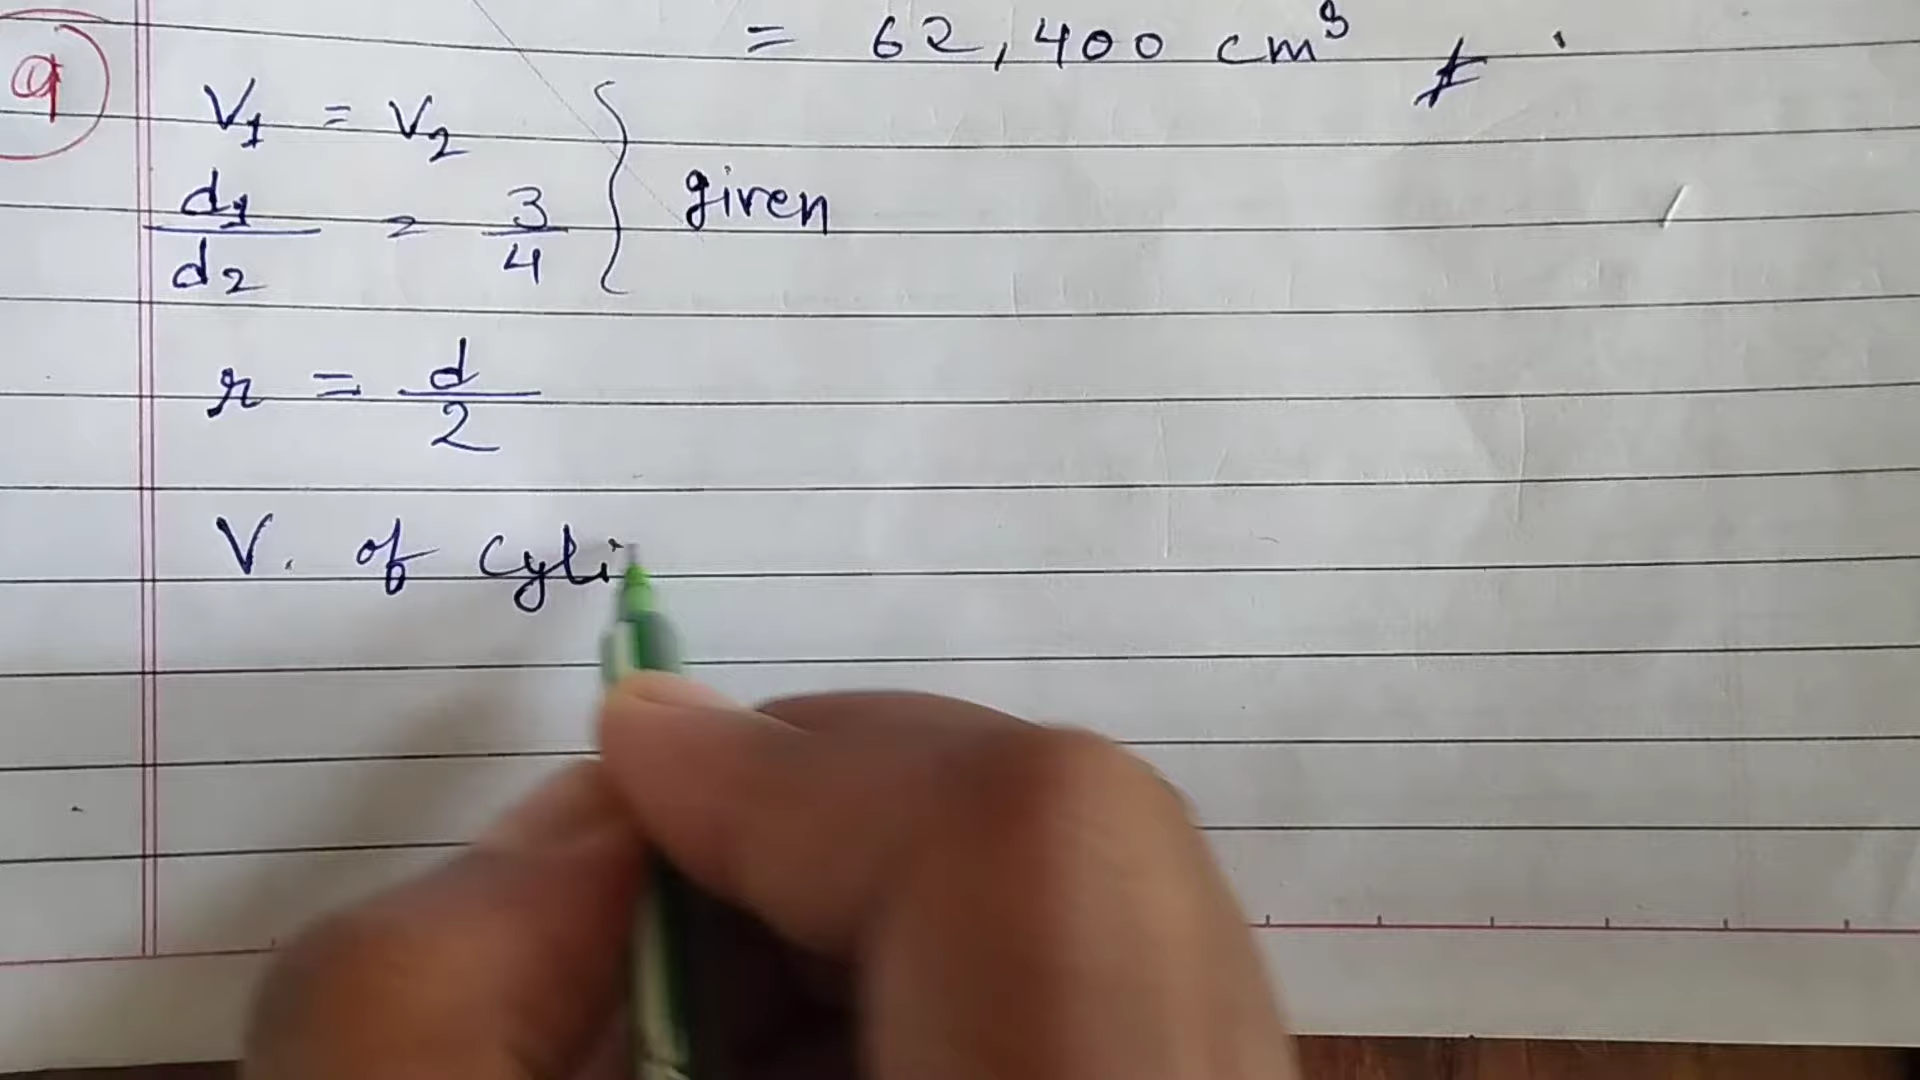 = 62,400 cm³
9
V₁ = V₂
d₁/d₂ = 3/4 } given
r = d/2
V. of Cyli